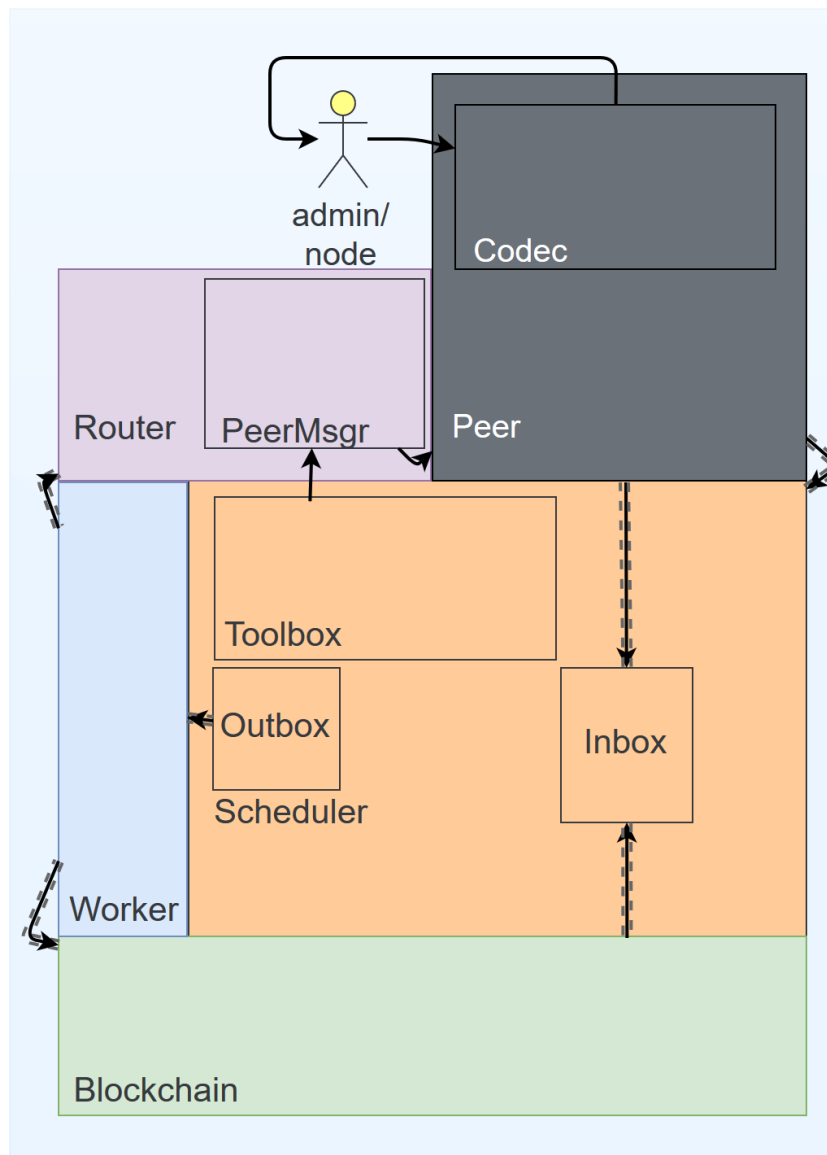 admin/
node
Codec
Router
PeerMsgr
Peer
Toolbox
Outbox
Inbox
Scheduler
Worker
Blockchain